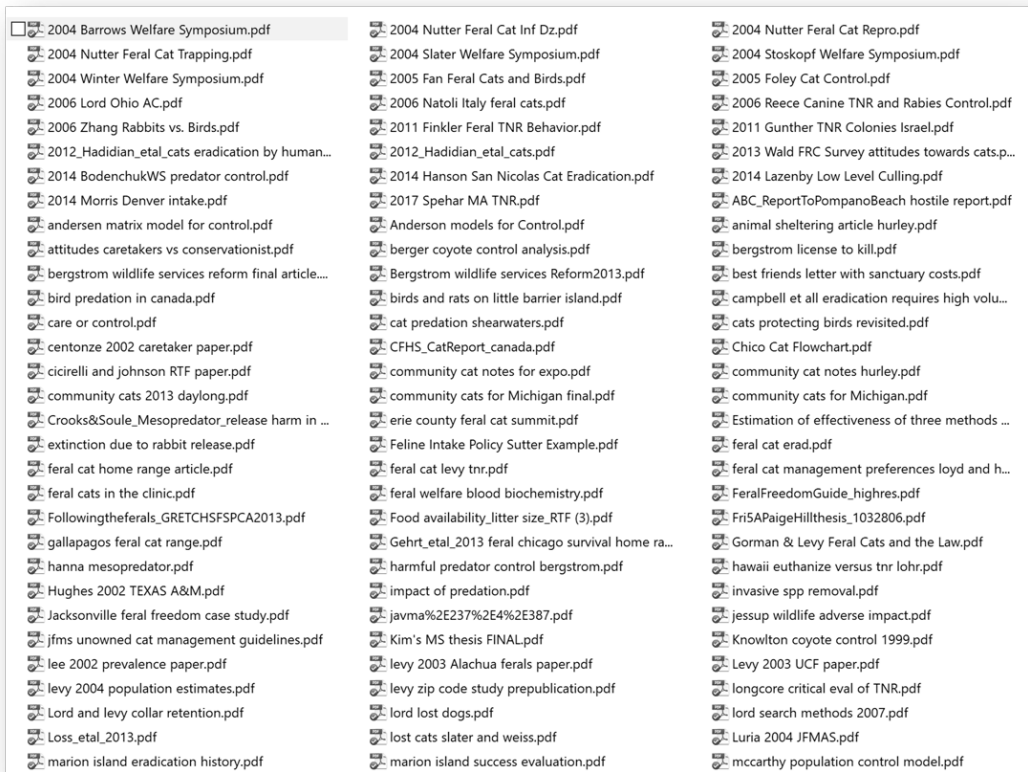 2004 Barrows Welfare Symposium.pdf
2004 Nutter Feral Cat Inf Dz.pdf
2004 Nutter Feral Cat Repro.pdf
2004 Nutter Feral Cat Trapping.pdf
2004 Slater Welfare Symposium.pdf
2004 Stoskopf Welfare Symposium.pdf
2004 Winter Welfare Symposium.pdf
2005 Fan Feral Cats and Birds.pdf
2005 Foley Cat Control.pdf
2006 Lord Ohio AC.pdf
2006 Natoli Italy feral cats.pdf
2006 Reece Canine TNR and Rabies Control.pdf
2006 Zhang Rabbits vs. Birds.pdf
2011 Finkler Feral TNR Behavior.pdf
2011 Gunther TNR Colonies Israel.pdf
2012_Hadidian_etal_cats eradication by human...
2012_Hadidian_etal_cats.pdf
2013 Wald FRC Survey attitudes towards cats.p...
2014 BodenchukWS predator control.pdf
2014 Hanson San Nicolas Cat Eradication.pdf
2014 Lazenby Low Level Culling.pdf
2014 Morris Denver intake.pdf
2017 Spehar MA TNR.pdf
ABC_ReportToPompanoBeach hostile report.pdf
andersen matrix model for control.pdf
Anderson models for Control.pdf
animal sheltering article hurley.pdf
attitudes caretakers vs conservationist.pdf
berger coyote control analysis.pdf
bergstrom license to kill.pdf
bergstrom wildlife services reform final article....
Bergstrom wildlife services Reform2013.pdf
best friends letter with sanctuary costs.pdf
bird predation in canada.pdf
birds and rats on little barrier island.pdf
campbell et all eradication requires high volu...
care or control.pdf
cat predation shearwaters.pdf
cats protecting birds revisited.pdf
centonze 2002 caretaker paper.pdf
CFHS_CatReport_canada.pdf
Chico Cat Flowchart.pdf
cicirelli and johnson RTF paper.pdf
community cat notes for expo.pdf
community cat notes hurley.pdf
community cats 2013 daylong.pdf
community cats for Michigan final.pdf
community cats for Michigan.pdf
Crooks&Soule_Mesopredator_release harm in ...
erie county feral cat summit.pdf
Estimation of effectiveness of three methods ...
extinction due to rabbit release.pdf
Feline Intake Policy Sutter Example.pdf
feral cat erad.pdf
feral cat home range article.pdf
feral cat levy tnr.pdf
feral cat management preferences loyd and h...
feral cats in the clinic.pdf
feral welfare blood biochemistry.pdf
FeralFreedomGuide_highres.pdf
Followingtheferals_GRETCHSFSPCA2013.pdf
Food availability_litter size_RTF (3).pdf
Fri5APaigeHillthesis_1032806.pdf
gallapagos feral cat range.pdf
Gehrt_etal_2013 feral chicago survival home ra...
Gorman & Levy Feral Cats and the Law.pdf
hanna mesopredator.pdf
harmful predator control bergstrom.pdf
hawaii euthanize versus tnr lohr.pdf
Hughes 2002 TEXAS A&M.pdf
impact of predation.pdf
invasive spp removal.pdf
Jacksonville feral freedom case study.pdf
javma%2E237%2E4%2E387.pdf
jessup wildlife adverse impact.pdf
jfms unowned cat management guidelines.pdf
Kim's MS thesis FINAL.pdf
Knowlton coyote control 1999.pdf
lee 2002 prevalence paper.pdf
levy 2003 Alachua ferals paper.pdf
Levy 2003 UCF paper.pdf
levy 2004 population estimates.pdf
levy zip code study prepublication.pdf
longcore critical eval of TNR.pdf
Lord and levy collar retention.pdf
lord lost dogs.pdf
lord search methods 2007.pdf
Loss_etal_2013.pdf
lost cats slater and weiss.pdf
Luria 2004 JFMAS.pdf
marion island eradication history.pdf
marion island success evaluation.pdf
mccarthy population control model.pdf